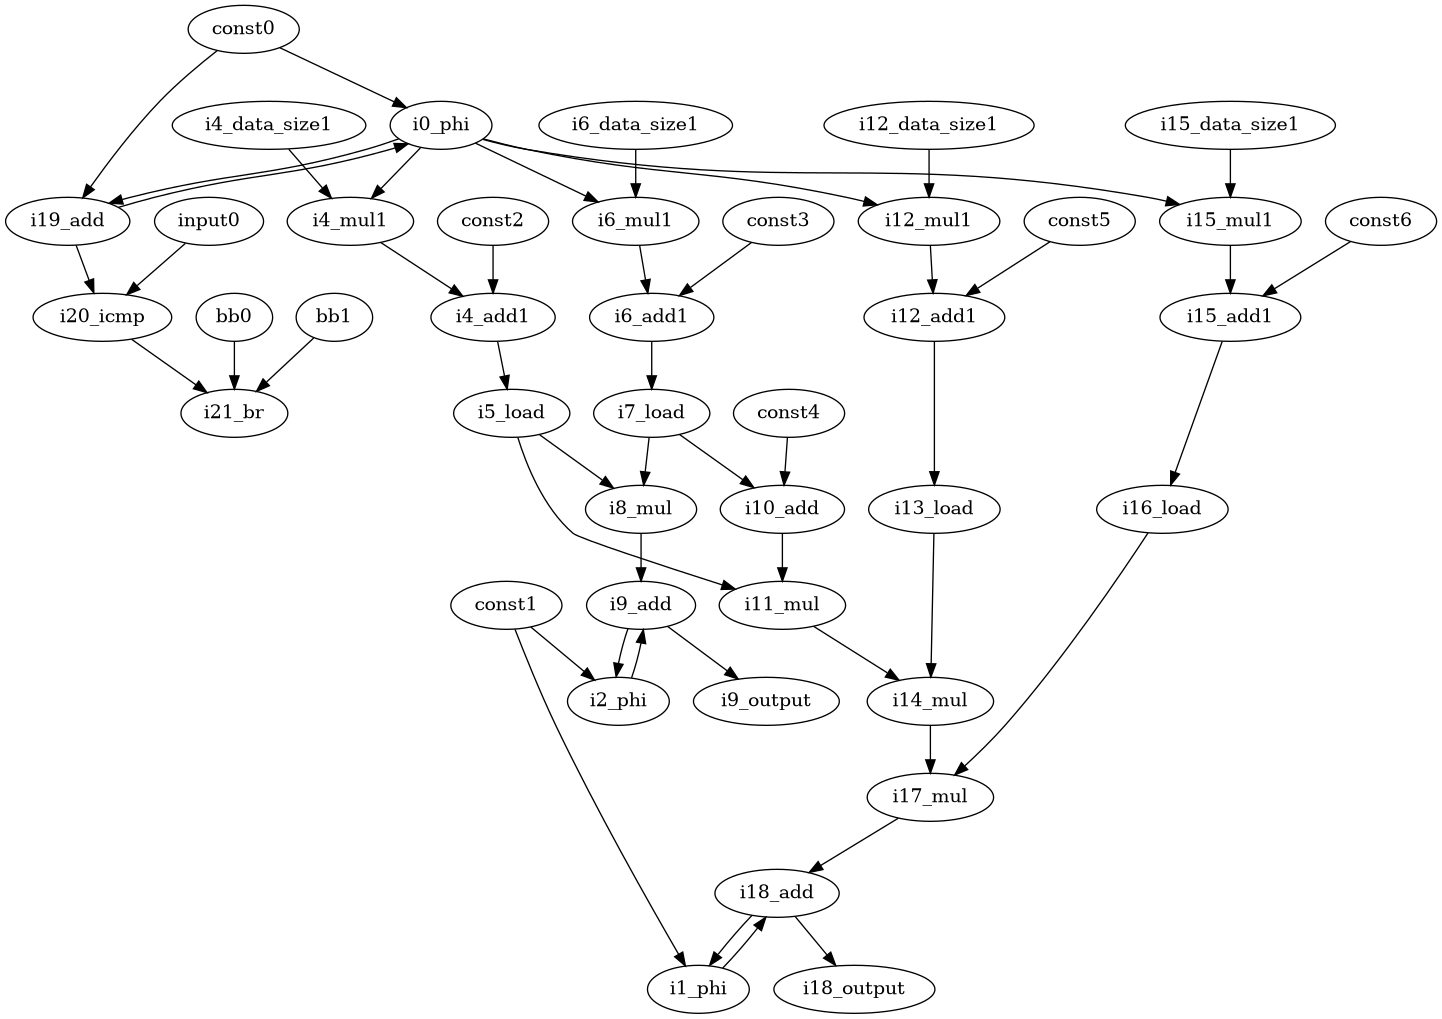 const0
i4_data_size1
i0_phi
i6_data_size1
i12_data_size1
i15_data_size1
i19_add
input0
i4_mul1
const2
i6_mul1
const3
i12_mul1
const5
i15_mul1
const6
i20_icmp
bb0
bb1
i4_add1
i6_add1
i12_add1
i15_add1
i21_br
i5_load
i7_load
const4
i8_mul
i10_add
i13_load
i16_load
const1
i9_add
i11_mul
i2_phi
i9_output
i14_mul
i17_mul
i18_add
i1_phi
i18_output